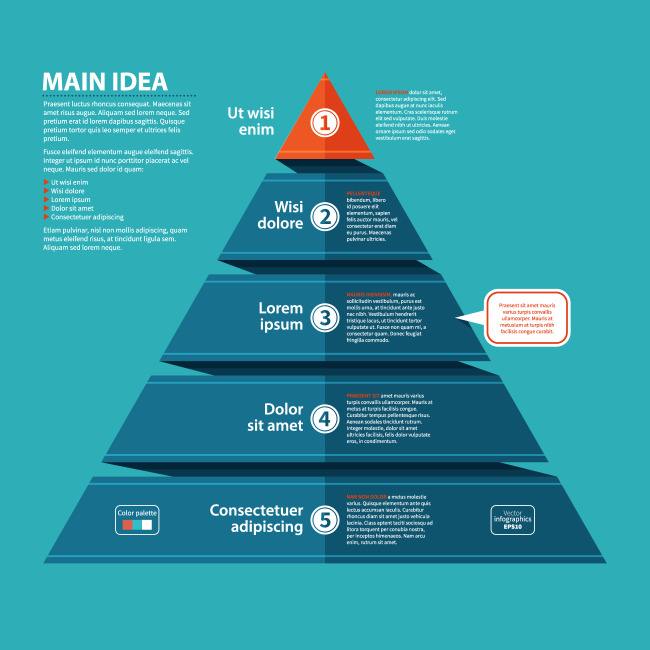 MAIN IDEA
Praesent luctus rhoncus consequat. Maecenas sit
amet risus augue. Aliquam sed lorem neque. Sed
pretium erat id lorem dapibus sagittis. Quisque
pretium tortor quis leo semper et ultrices felis
pretium.
Fusce eleifend elementum augue eleifend sagittis.
Integer ut ipsum id nunc porttitor placerat ac vel
neque. Mauris sed dolor id quam:
Ut wisi enim
Wisi dolore
Lorem ipsum
Dolor sit amet
Consectetuer adipiscing
Etiam pulvinar, nisl non mollis adipiscing, quam
metus eleifend risus, at tincidunt ligula sem.
Aliquam sed lorem neque.
Ut wisi
enim
1
LOREM IPSUM dolor sit amet,
consectetur adipiscing elit. Sed
dapibus augue at nunc iaculis
elementum. Cras scelerisque rutrum
elit sed vulputate. Duis molestie
eleifend nibh ut ultrices. Aenean
ornare ipsum sed odio sodales eget
vestibulum erat sagittis.
Wisi
dolore
2
PELLENTEQUE
bibendum, libero
id posuere elit
elementum, sapien
felis auctor mauris, vel
consectetur erat diam
eu purus. Maecenas
pulvinar ultricies.
Lorem
ipsum
3
MAURIS DIGNISSIM, mauris ac
sollicitudin vestibulum, purus est
mollis urna, at tincidunt ante justo
nec nibh. Vestibulum hendrerit
tristique lacus, ut tincidunt tortor
vulputate ut. Fusce non quam mi, a
consectetur quam. Donec feugiat
fringilla commodo.
Praesent sit amet mauris
varius turpis convallis
ullamcorper. Mauris at
metus iam at turpis nibh
facilisis congue curabit.
Dolor
sit amet
4
PRAESENT SIT amet mauris varius
turpis convallis ullamcorper. Mauris at
metus at turpis facilisis congue.
Curabitur tempus pellentesque risus.
Aenean sodales tincidunt rutrum.
Integer molestie, dolor sit amet
ultricies facilisis, felis dolor vulputate
eros, in condimentum.
Consectetuer
adipiscing
5
NAM NON DOLOR a metus molestie
varius. Quisque elementum ante quis
lectus accumsan iaculis. Curabitur
rhoncus diam sit amet justo vehicula
lacinia. Class aptent taciti sociosqu ad
litora torquent per conubia nostra,
per inceptos himenaeos. Nam arcu
enim, rutrum sit amet.
Color palette
Vector
infographics
EPS10